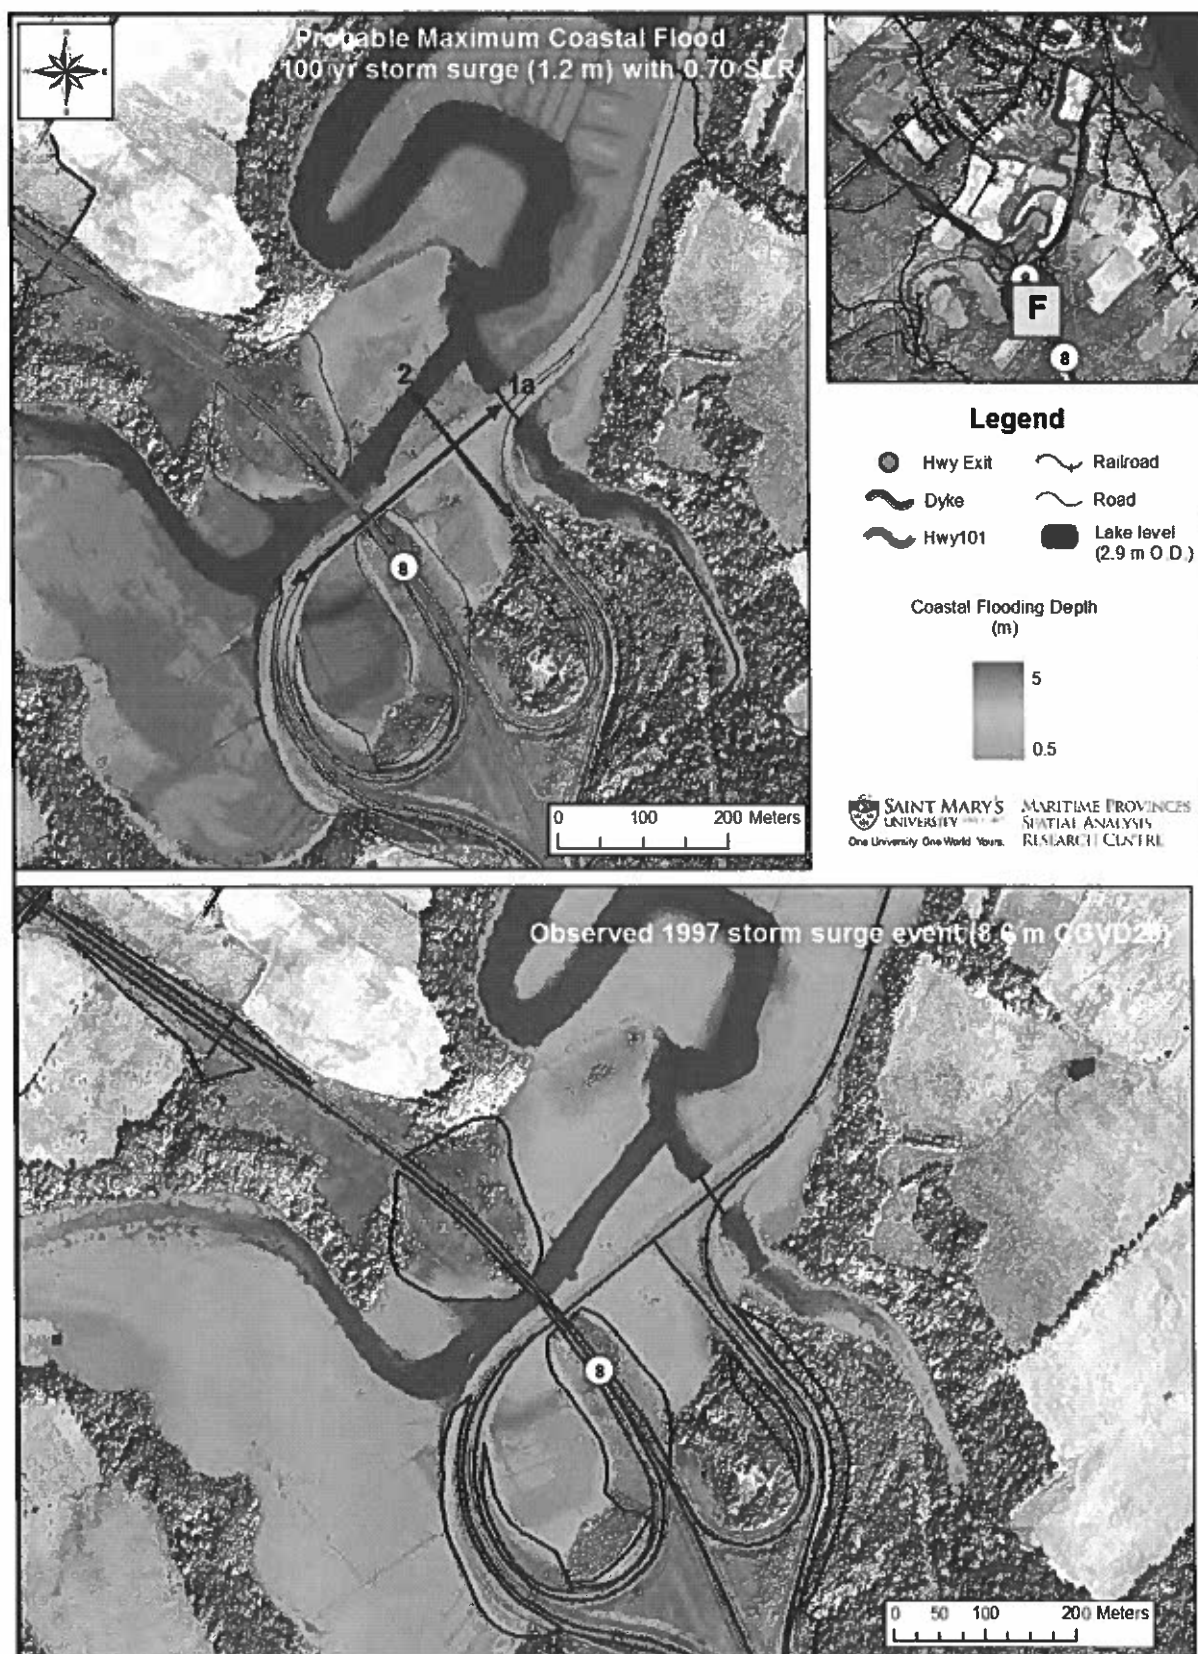 Probable Maximum Coastal Flood
100 yr storm surge (1.2 m) with 0.70 SLR
N
W
E
S
2
1a
2a
8
0 100 200 Meters
F
8
Legend
Hwy Exit
Railroad
Dyke
Road
Hwy101
Lake level
(2.9 m O.D.)
Coastal Flooding Depth
(m)
5
0.5
SAINT MARY'S
UNIVERSITY
One University. One World. Yours.
MARITIME PROVINCES
SPATIAL ANALYSIS
RESEARCH CENTRE
Observed 1997 storm surge event (8. m CGVD28)
8
0 50 100 200 Meters